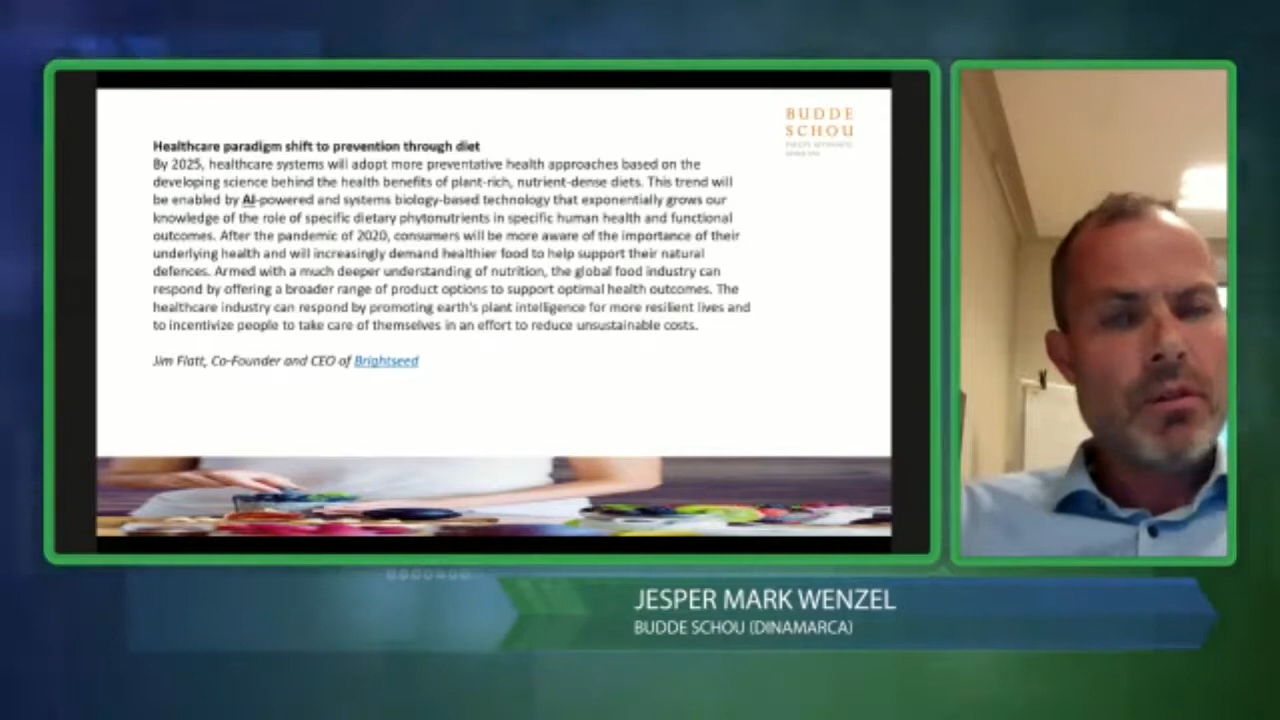 BUDDE
SCHOU
Healthcare paradigm shift to prevention through diet
By 2025, healthcare systems will adopt more preventative health approaches based on the
developing science behind the health benefits of plant-rich, nutrient-dense diets. This trend will
be enabled by AI-powered and systems biology-based technology that exponentially grows our
knowledge of the role of specific dietary phytonutrients in specific human health and functional
outcomes. After the pandemic of 2020, consumers will be more aware of the importance of their
underlying health and will increasingly demand healthier food to help support their natural
defences. Armed with a much deeper understanding of nutrition, the global food industry can
respond by offering a broader range of product options to support optimal health outcomes. The
healthcare industry can respond by promoting earth's plant intelligence for more resilient lives and
to incentivize people to take care of themselves in an effort to reduce unsustainable costs.
Jim Flatt, Co-Founder and CEO of Brightseed
JESPER MARK WENZEL
BUDDE SCHOU (DINAMARCA)